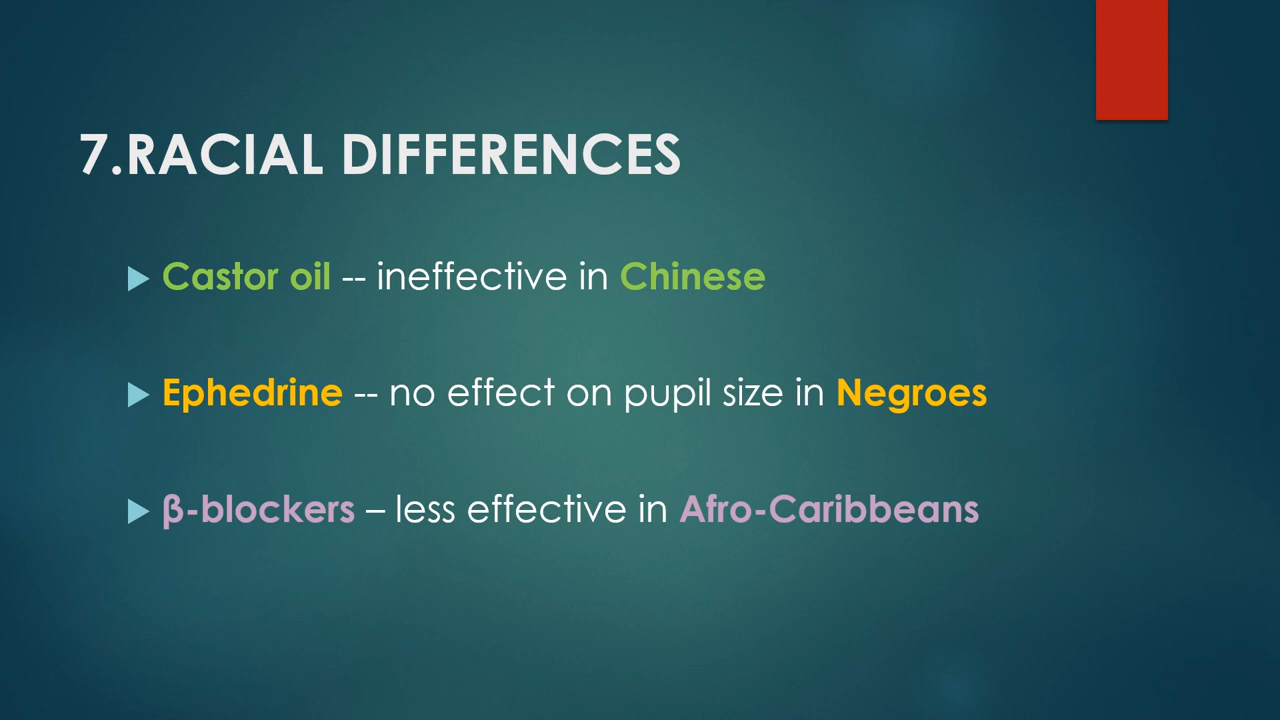 7.RACIAL DIFFERENCES
Castor oil -- ineffective in Chinese
Ephedrine -- no effect on pupil size in Negroes
β-blockers – less effective in Afro-Caribbeans